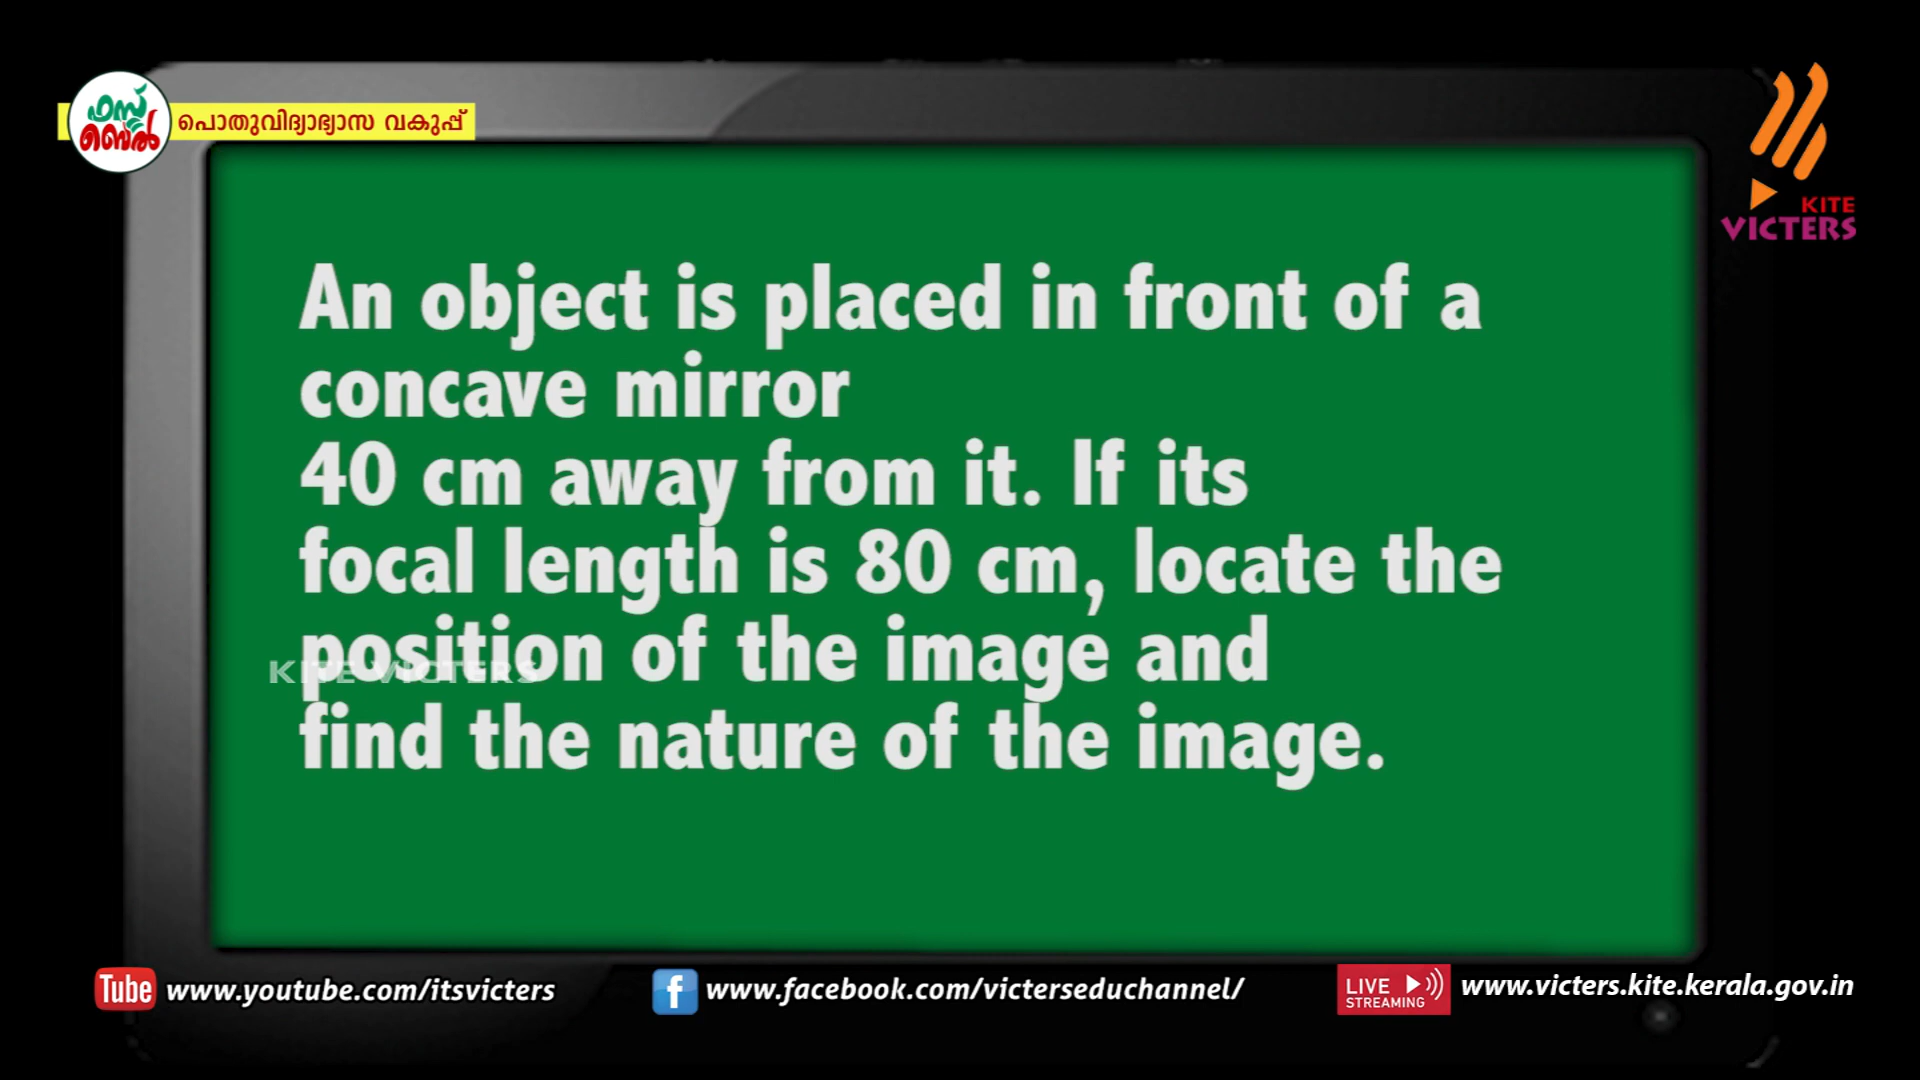 ഫസ്റ്റ്
ബെൽ
പൊതുവിദ്യാഭ്യാസ വകുപ്പ്
KITE
VICTERS
An object is placed in front of a
concave mirror
40 cm away from it. If its
focal length is 80 cm, locate the
position of the image and
KITE VICTERS
find the nature of the image.
Tube www.youtube.com/itsvicters
f www.facebook.com/victerseduchannel/
LIVE
STREAMING
www.victers.kite.kerala.gov.in